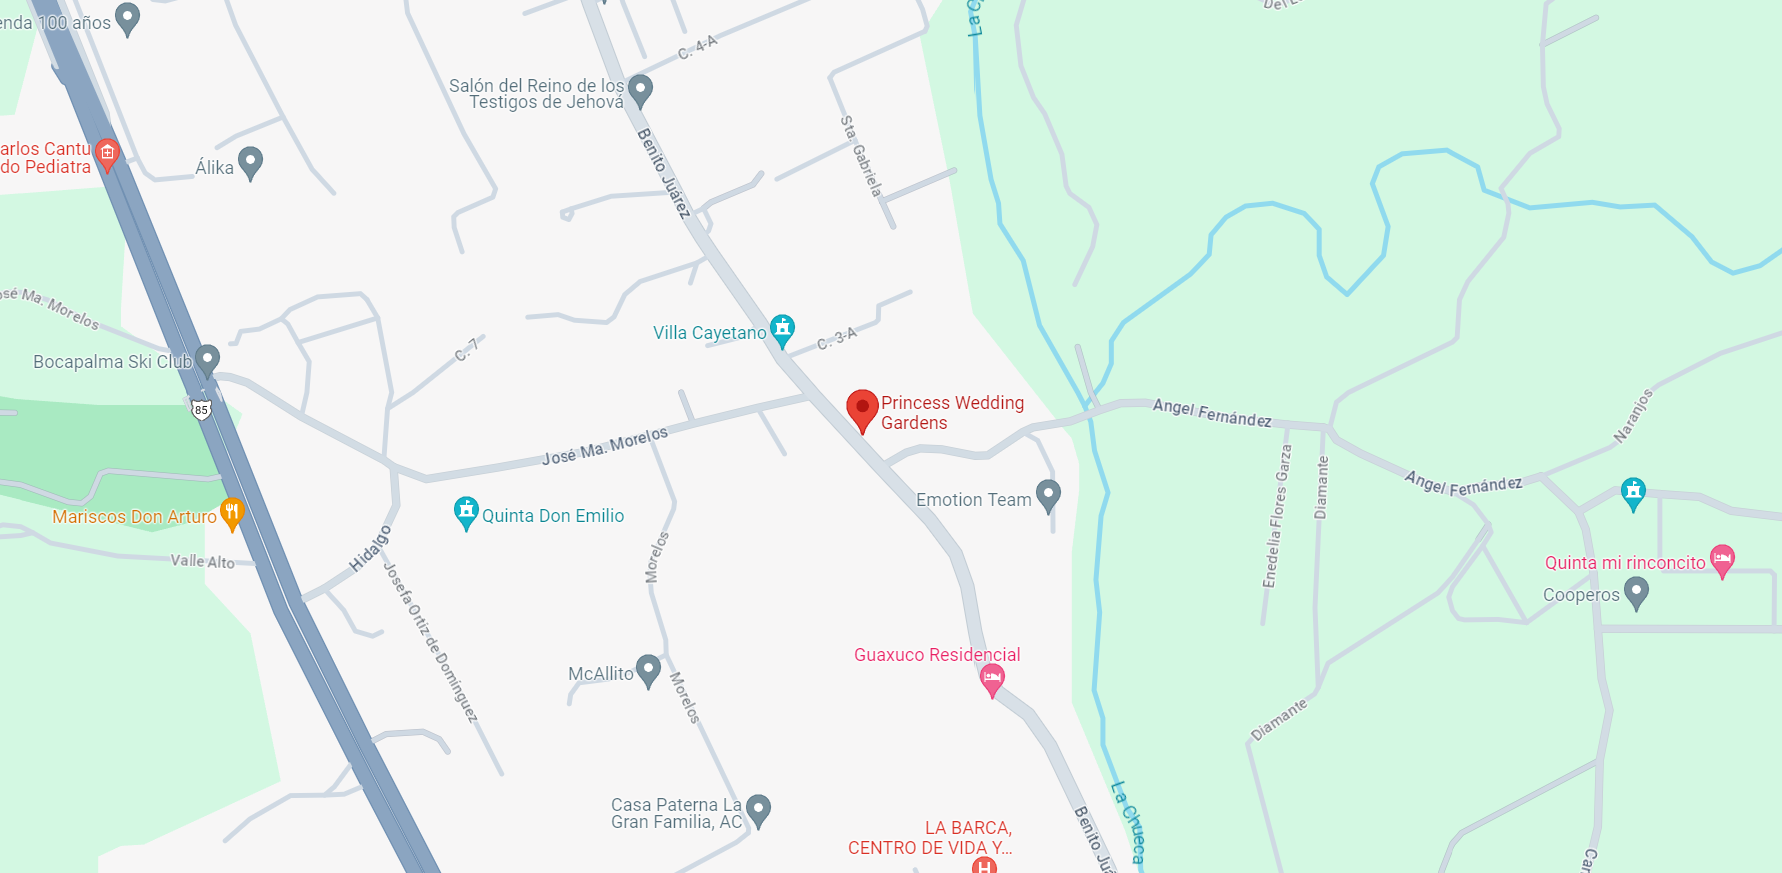 enda 100 años
La C
Del
C. 4-A
Salón del Reino de los
Testigos de Jehová
Benito Juárez
Sta. Gabriela
arlos Cantu
do Pediatra
Álika
osé Ma. Morelos
Bocapalma Ski Club
85
C. 7
Villa Cayetano
C. 3-A
Princess Wedding
Gardens
Angel Fernández
Naranjos
José Ma. Morelos
Enedelia Flores Garza
Diamante
Angel Fernández
Emotion Team
Mariscos Don Arturo
Quinta Don Emilio
Valle Alto
Hidalgo
Morelos
Josefa Ortiz de Domínguez
Quinta mi rinconcito
Cooperos
Guaxuco Residencial
McAllito
Morelos
Diamante
Casa Paterna La
Gran Familia, AC
LA BARCA,
CENTRO DE VIDA Y...
H
Benito Juá
La Chueca
Car